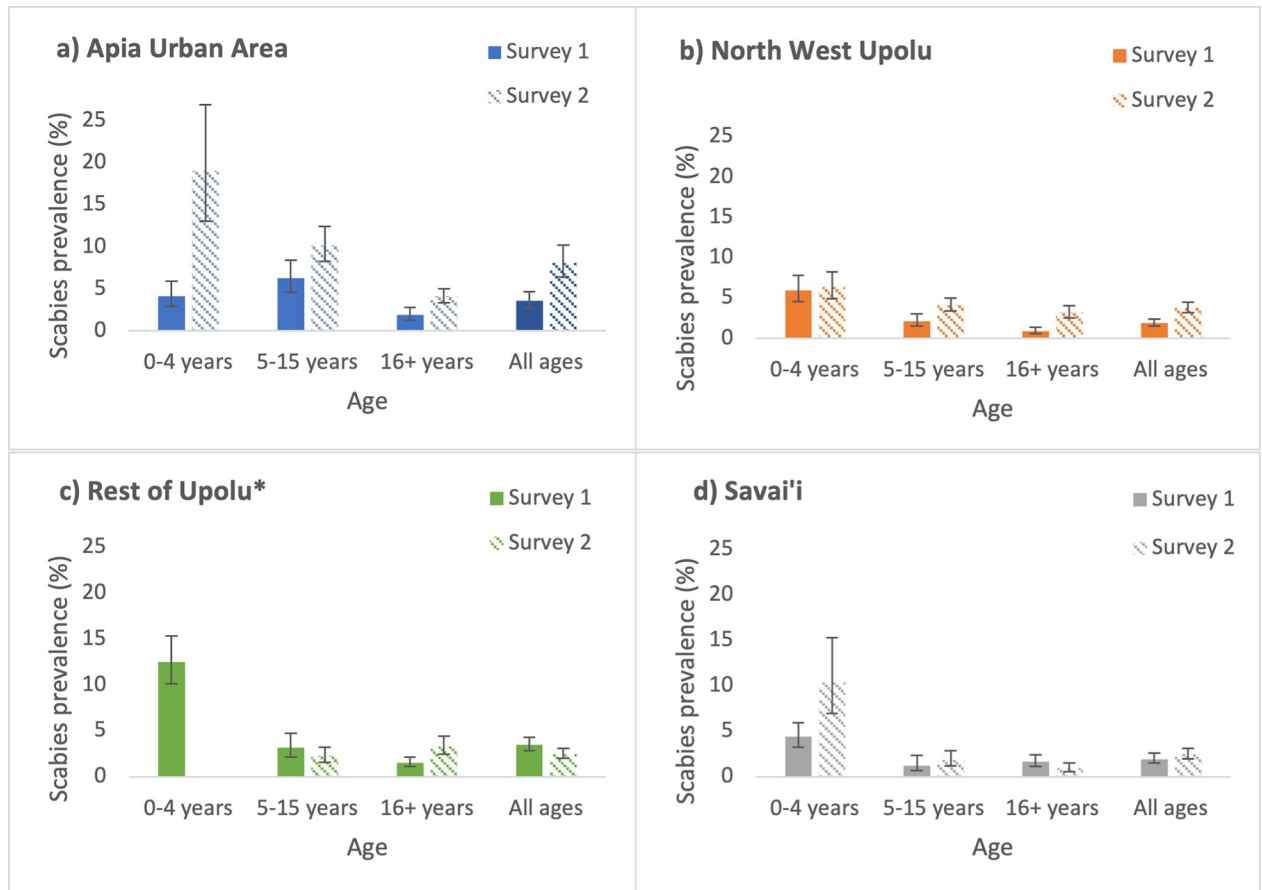 a) Apia Urban Area
Survey 1
Survey 2
Scabies prevalence (%)
25
20
15
10
5
0
0-4 years 5-15 years 16+ years All ages
Age
b) North West Upolu
Survey 1
Survey 2
Scabies prevalence (%)
25
20
15
10
5
0
0-4 years 5-15 years 16+ years All ages
Age
c) Rest of Upolu*
Survey 1
Survey 2
Scabies prevalence (%)
25
20
15
10
5
0
0-4 years 5-15 years 16+ years All ages
Age
d) Savai'i
Survey 1
Survey 2
Scabies prevalence (%)
25
20
15
10
5
0
0-4 years 5-15 years 16+ years All ages
Age